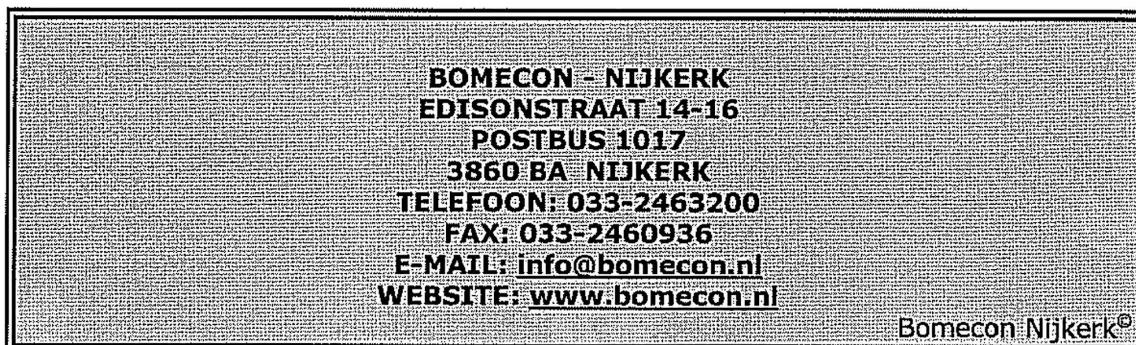 BOMECON - NIJKERK
EDISONSTRAAT 14-16
POSTBUS 1017
3860 BA NIJKERK
TELEFOON: 033-2463200
FAX: 033-2460936
E-MAIL: info@bomecon.nl
WEBSITE: www.bomecon.nl
Bomecon Nijkerk©